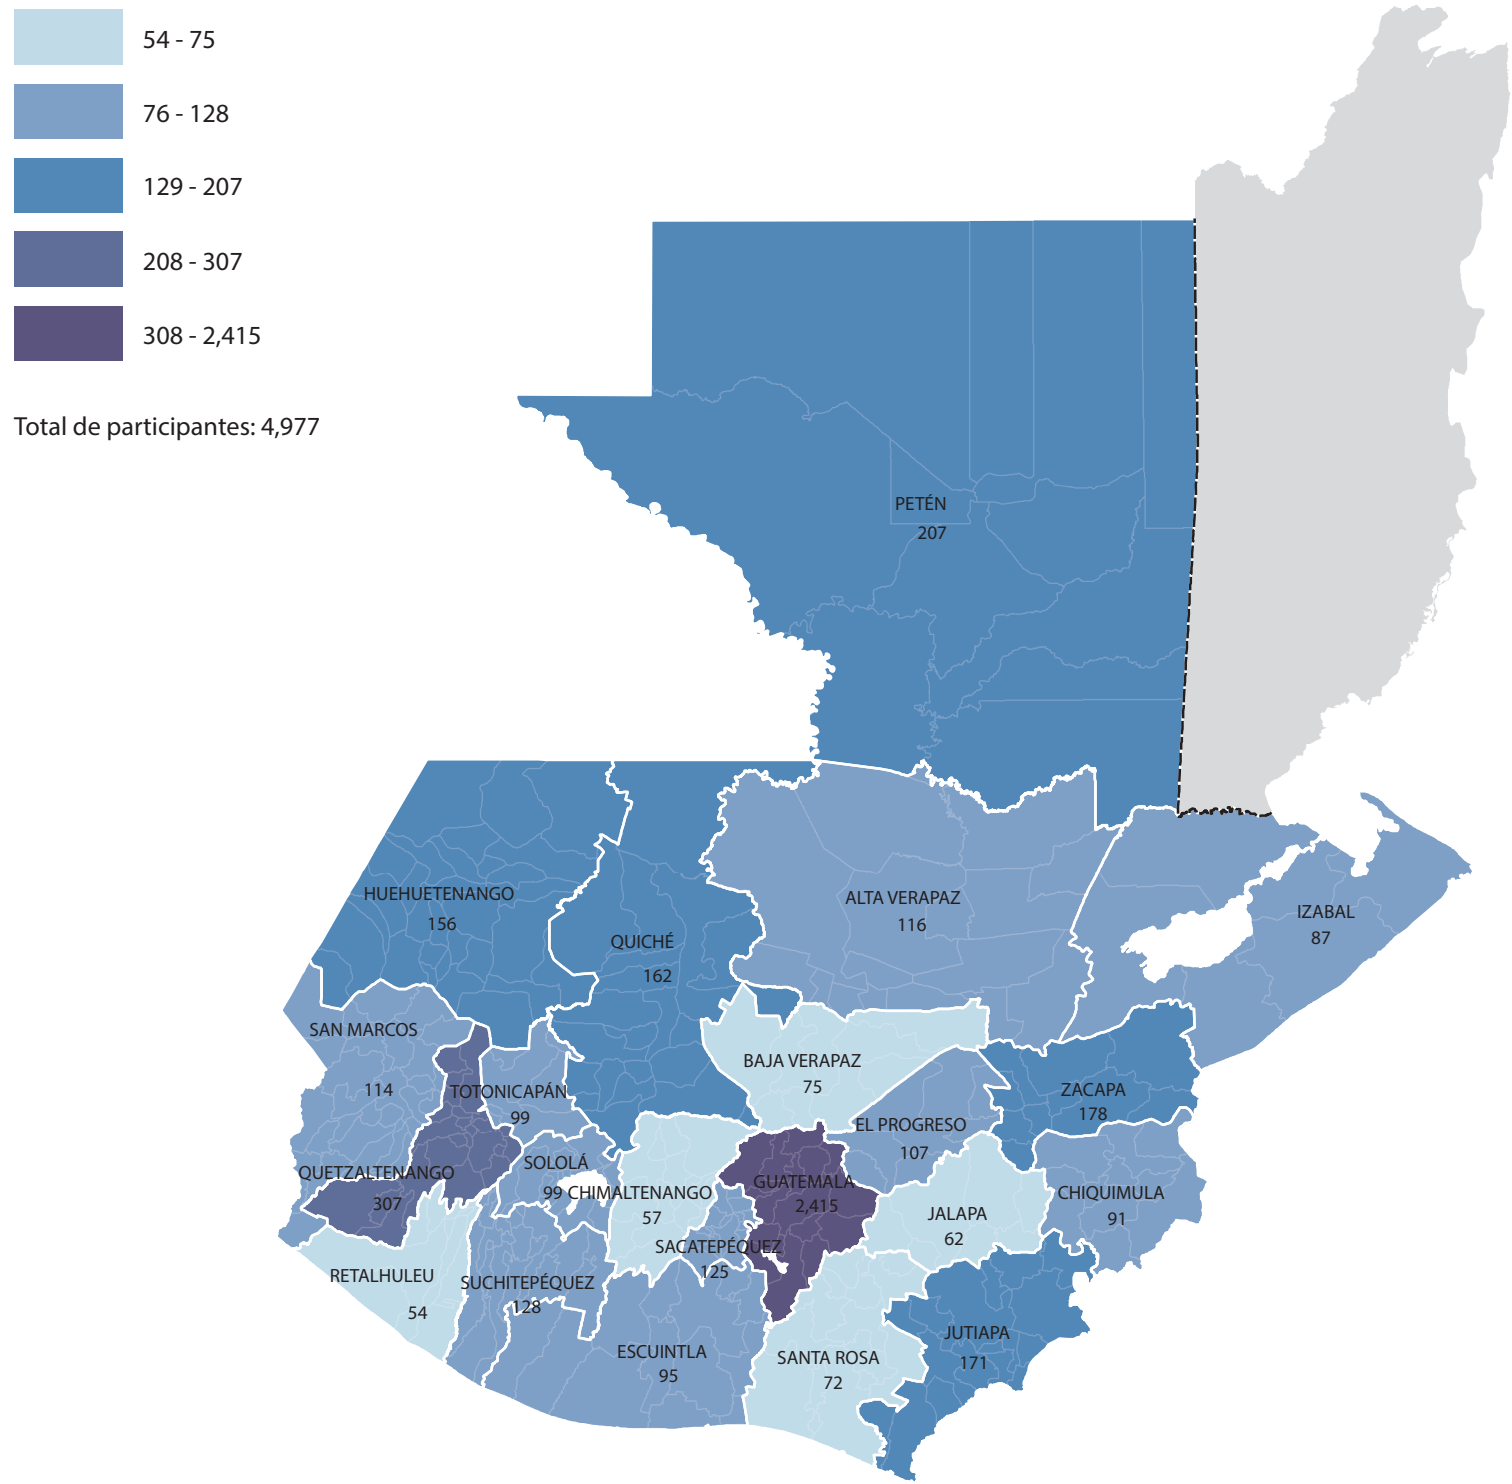 54 - 75
76 - 128
129 - 207
208 - 307
308 - 2,415
Total de participantes: 4,977
PETÉN
207
HUEHUETENANGO
156
QUICHÉ
162
ALTA VERAPAZ
116
IZABAL
87
SAN MARCOS
114
TOTONICAPÁN
99
BAJA VERAPAZ
75
ZACAPA
178
EL PROGRESO
107
QUETZALTENANGO
307
SOLOLÁ
99
CHIMALTENANGO
57
GUATEMALA
2,415
JALAPA
62
CHIQUIMULA
91
SACATEPÉQUEZ
125
RETALHULEU
54
SUCHITEPÉQUEZ
128
ESCUINTLA
95
SANTA ROSA
72
JUTIAPA
171